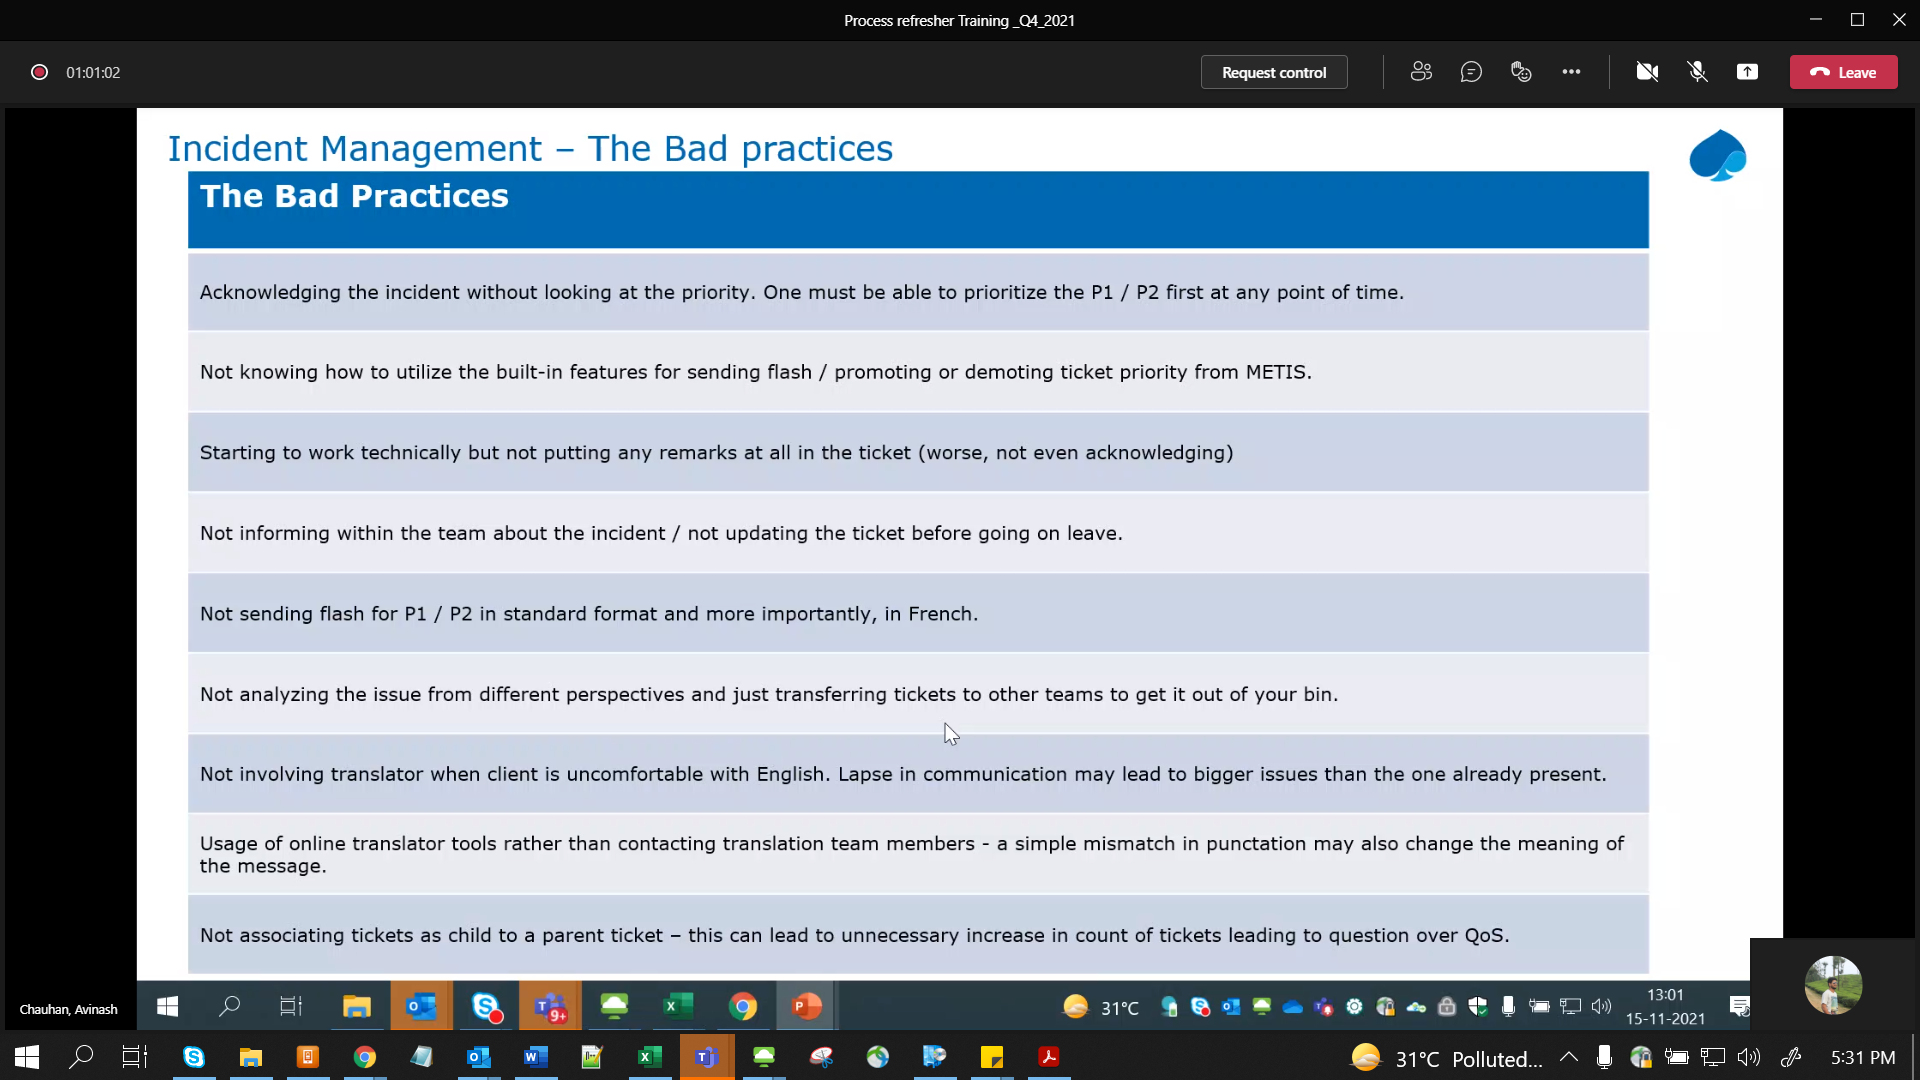 Process refresher Training _Q4_2021
01:01:02
Request control
Leave
Incident Management – The Bad practices
The Bad Practices
Acknowledging the incident without looking at the priority. One must be able to prioritize the P1 / P2 first at any point of time.
Not knowing how to utilize the built-in features for sending flash / promoting or demoting ticket priority from METIS.
Starting to work technically but not putting any remarks at all in the ticket (worse, not even acknowledging)
Not informing within the team about the incident / not updating the ticket before going on leave.
Not sending flash for P1 / P2 in standard format and more importantly, in French.
Not analyzing the issue from different perspectives and just transferring tickets to other teams to get it out of your bin.
Not involving translator when client is uncomfortable with English. Lapse in communication may lead to bigger issues than the one already present.
Usage of online translator tools rather than contacting translation team members - a simple mismatch in punctation may also change the meaning of
the message.
Not associating tickets as child to a parent ticket – this can lead to unnecessary increase in count of tickets leading to question over QoS.
Chauhan, Avinash
9+
31°C
13:01
15-11-2021
31°C Polluted...
5:31 PM